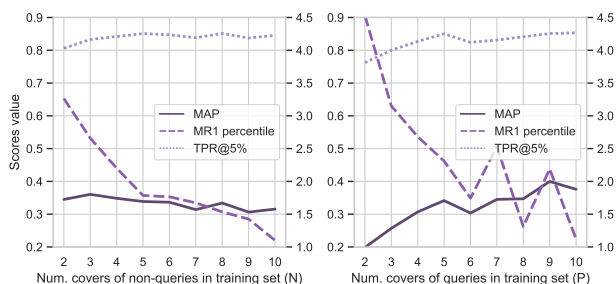 0.9
0.8
0.7
0.6
0.5
0.4
0.3
0.2
Scores value
4.5
4.0
3.5
3.0
2.5
2.0
1.5
1.0
MAP
MR1 percentile
TPR@5%
2 3 4 5 6 7 8 9 10
Num. covers of non-queries in training set (N)
0.9
0.8
0.7
0.6
0.5
0.4
0.3
0.2
4.5
4.0
3.5
3.0
2.5
2.0
1.5
1.0
MAP
MR1 percentile
TPR@5%
2 3 4 5 6 7 8 9 10
Num. covers of queries in training set (P)